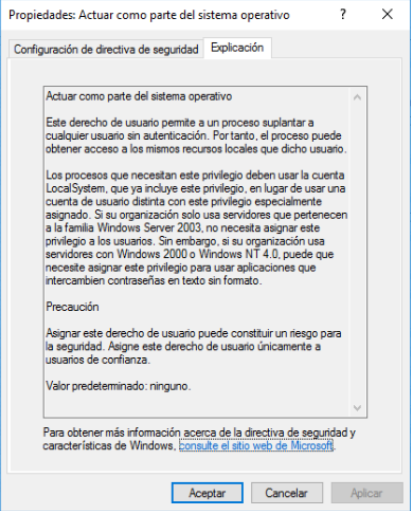 Propiedades: Actuar como parte del sistema operativo
Configuración de directiva de seguridad
Explicación
Actuar como parte del sistema operativo
Este derecho de usuario permite a un proceso suplantar a
cualquier usuario sin autenticación. Por tanto, el proceso puede
obtener acceso a los mismos recursos locales que dicho usuario.
Los procesos que necesitan este privilegio deben usar la cuenta
LocalSystem, que ya incluye este privilegio, en lugar de usar una
cuenta de usuario distinta con este privilegio especialmente
asignado. Si su organización solo usa servidores que pertenecen
a la familia Windows Server 2003, no necesita asignar este
privilegio a los usuarios. Sin embargo, si su organización usa
servidores con Windows 2000 o Windows NT 4.0, puede que
necesite asignar este privilegio para usar aplicaciones que
intercambien contraseñas en texto sin formato.
Precaución
Asignar este derecho de usuario puede constituir un riesgo para
la seguridad. Asigne este derecho de usuario únicamente a
usuarios de confianza.
Valor predeterminado: ninguno.
Para obtener más información acerca de la directiva de seguridad y
características de Windows, consulte el sitio web de Microsoft.
Aceptar
Cancelar
Aplicar